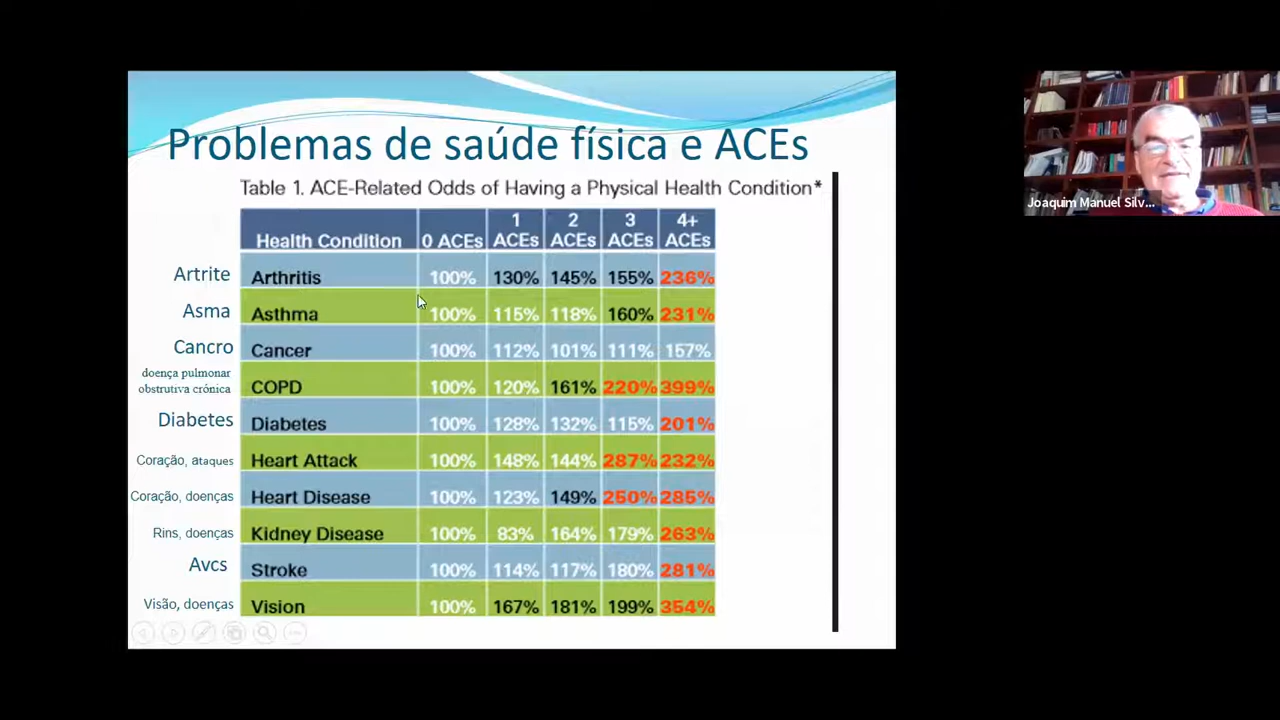 Problemas de saúde física e ACEs
Table 1. ACE-Related Odds of Having a Physical Health Condition*
Health Condition 0 ACEs 1 ACEs 2 ACEs 3 ACEs 4+ ACEs
Artrite Arthritis 100% 130% 145% 155% 236%
Asma Asthma 100% 115% 118% 160% 231%
Cancro Cancer 100% 112% 101% 111% 157%
doença pulmonar
obstrutiva crónica COPD 100% 120% 161% 220% 399%
Diabetes Diabetes 100% 128% 132% 115% 201%
Coração, ataques Heart Attack 100% 148% 144% 287% 232%
Coração, doenças Heart Disease 100% 123% 149% 250% 285%
Rins, doenças Kidney Disease 100% 83% 164% 179% 263%
Avcs Stroke 100% 114% 117% 180% 281%
Visão, doenças Vision 100% 167% 181% 199% 354%
Joaquim Manuel Silv...